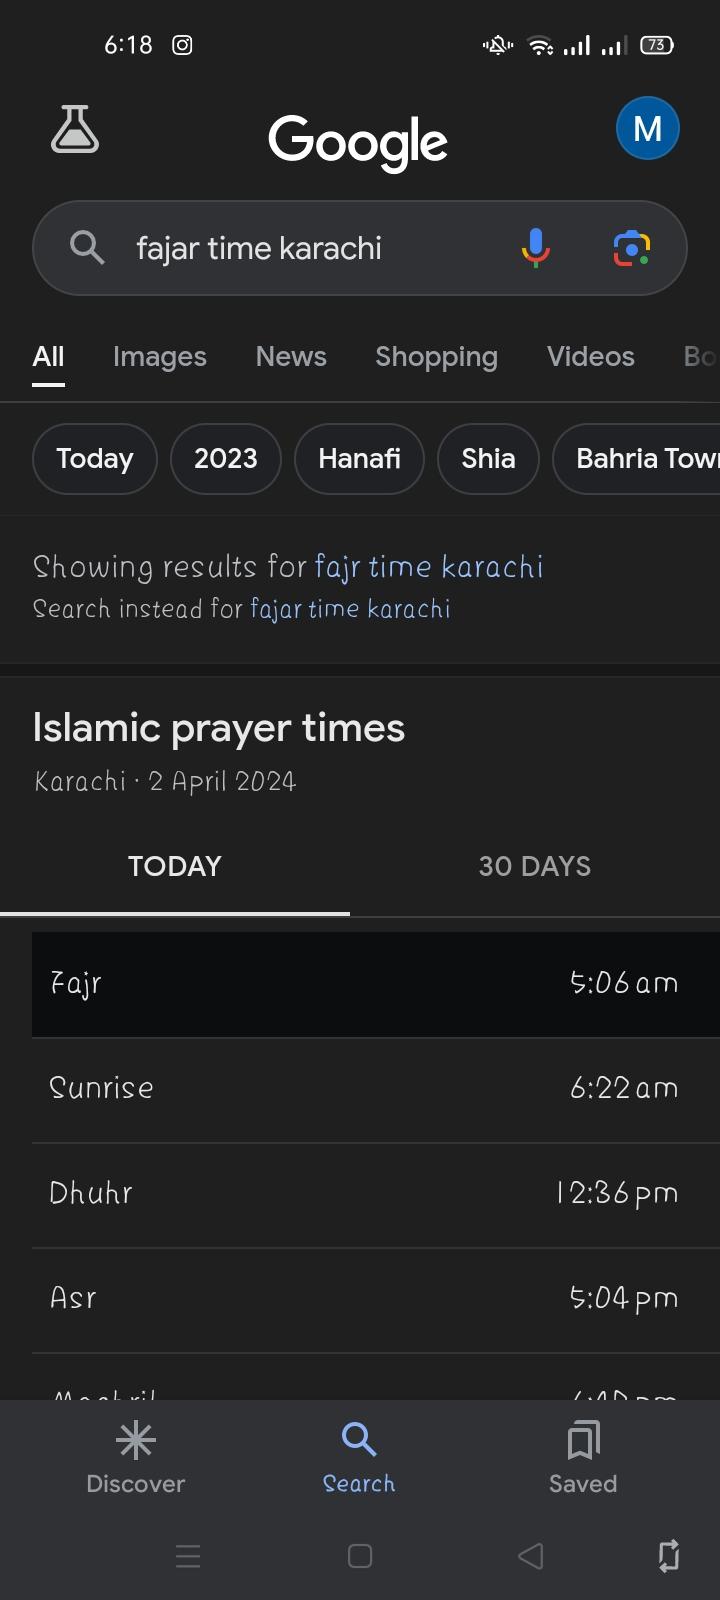 6:18
73
Google
M
fajar time karachi
All Images News Shopping Videos Bo
Today 2023 Hanafi Shia Bahria Town
Showing results for fajr time karachi
Search instead for fajar time karachi
Islamic prayer times
Karachi · 2 April 2024
TODAY 30 DAYS
Fajr 5:06 am
Sunrise 6:22 am
Dhuhr 12:36 pm
Asr 5:04 pm
Discover Search Saved